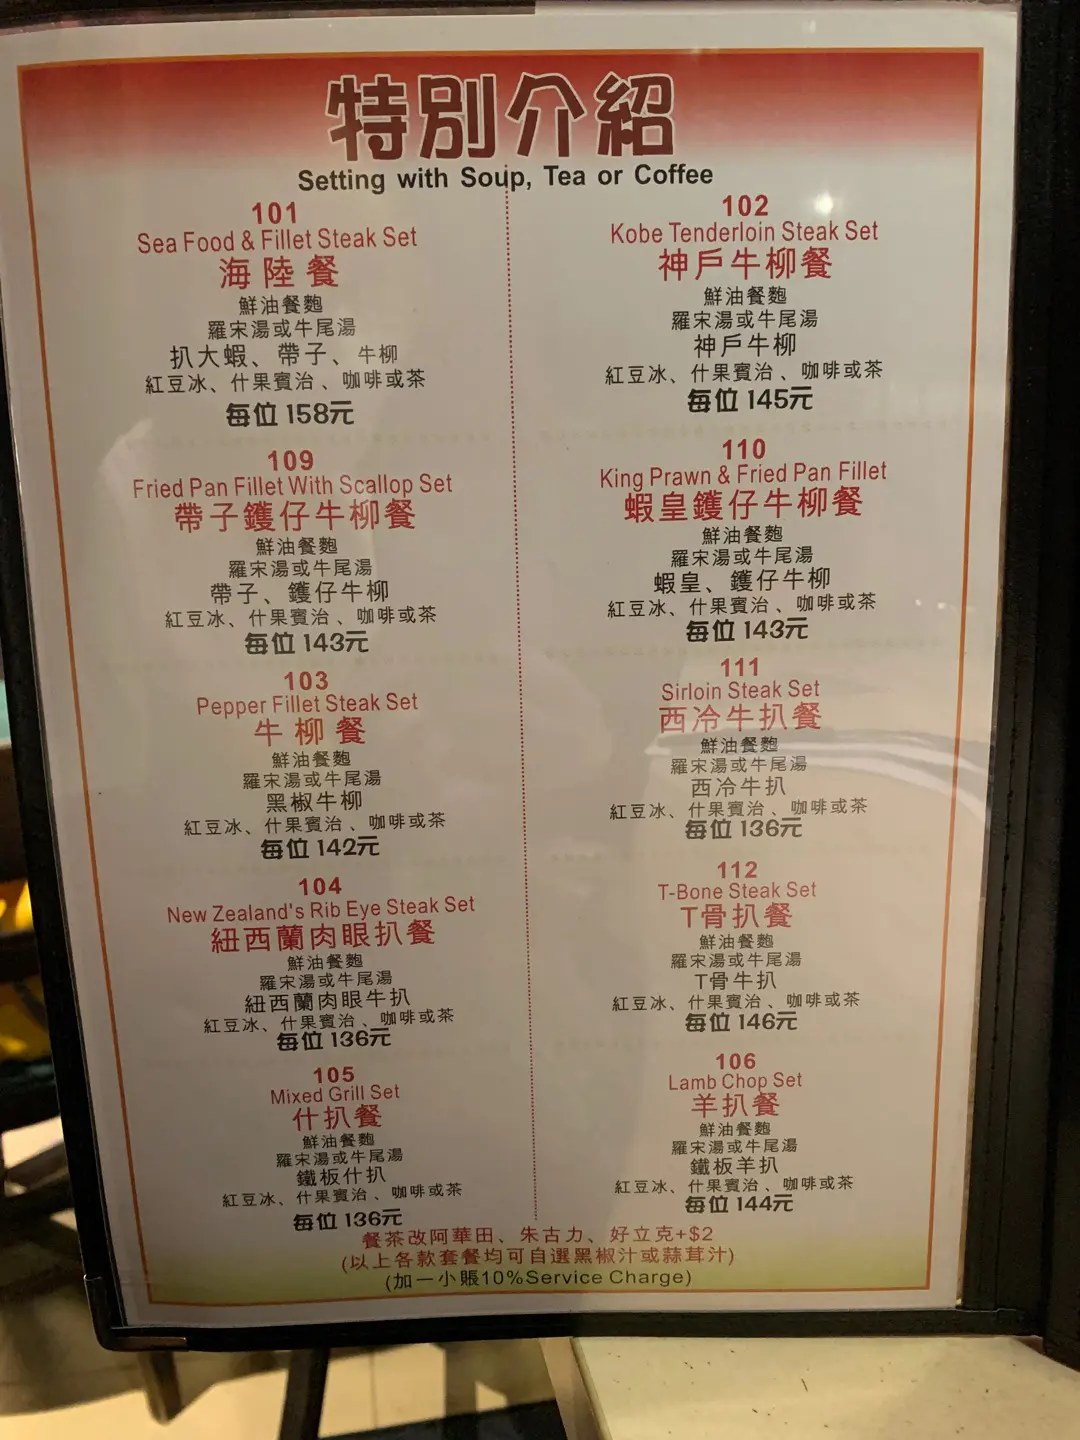 特別介紹
Setting with Soup, Tea or Coffee
101
Sea Food & Fillet Steak Set
海陸餐
鮮油餐麭
羅宋湯或牛尾湯
扒大蝦、帶子、牛柳
紅豆冰、什果賓治、咖啡或茶
每位 158元
109
Fried Pan Fillet With Scallop Set
帶子鑊仔牛柳餐
鮮油餐麭
羅宋湯或牛尾湯
帶子、鑊仔牛柳
紅豆冰、什果賓治、咖啡或茶
每位 143元
103
Pepper Fillet Steak Set
牛柳餐
鮮油餐麭
羅宋湯或牛尾湯
黑椒牛柳
紅豆冰、什果賓治、咖啡或茶
每位 142元
104
New Zealand's Rib Eye Steak Set
紐西蘭肉眼扒餐
鮮油餐麭
羅宋湯或牛尾湯
紐西蘭肉眼牛扒
紅豆冰、什果賓治、咖啡或茶
每位 136元
105
Mixed Grill Set
什扒餐
鮮油餐麭
羅宋湯或牛尾湯
鐵板什扒
紅豆冰、什果賓治、咖啡或茶
每位 136元
102
Kobe Tenderloin Steak Set
神戶牛柳餐
鮮油餐麭
羅宋湯或牛尾湯
神戶牛柳
紅豆冰、什果賓治、咖啡或茶
每位 145元
110
King Prawn & Fried Pan Fillet
蝦皇鑊仔牛柳餐
鮮油餐麭
羅宋湯或牛尾湯
蝦皇、鑊仔牛柳
紅豆冰、什果賓治、咖啡或茶
每位 143元
111
Sirloin Steak Set
西冷牛扒餐
鮮油餐麭
羅宋湯或牛尾湯
西冷牛扒
紅豆冰、什果賓治、咖啡或茶
每位 136元
112
T-Bone Steak Set
T骨扒餐
鮮油餐麭
羅宋湯或牛尾湯
T骨牛扒
紅豆冰、什果賓治、咖啡或茶
每位 146元
106
Lamb Chop Set
羊扒餐
鮮油餐麭
羅宋湯或牛尾湯
鐵板羊扒
紅豆冰、什果賓治、咖啡或茶
每位 144元
餐茶改阿華田、朱古力、好立克+$2
(以上各款套餐均可自選黑椒汁或蒜茸汁)
(加一小賬10%Service Charge)